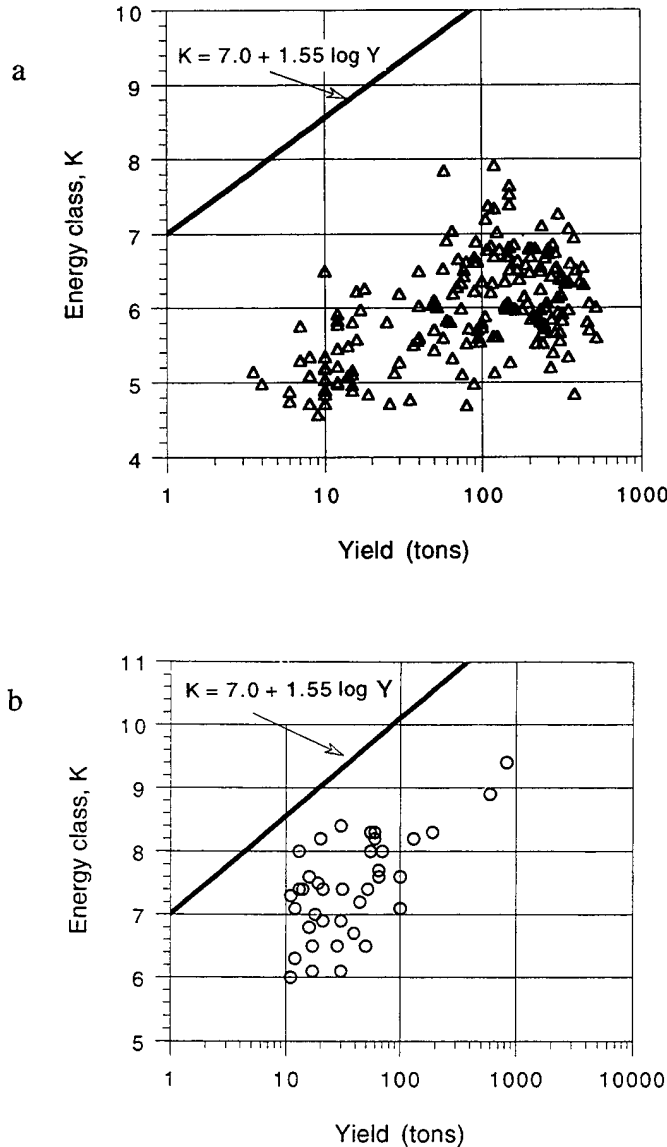 a
K = 7.0 + 1.55 log Y
10
9
8
7
6
5
4
Energy class, K
1
10
100
1000
Yield (tons)
b
K = 7.0 + 1.55 log Y
11
10
9
8
7
6
5
Energy class, K
1
10
100
1000
10000
Yield (tons)